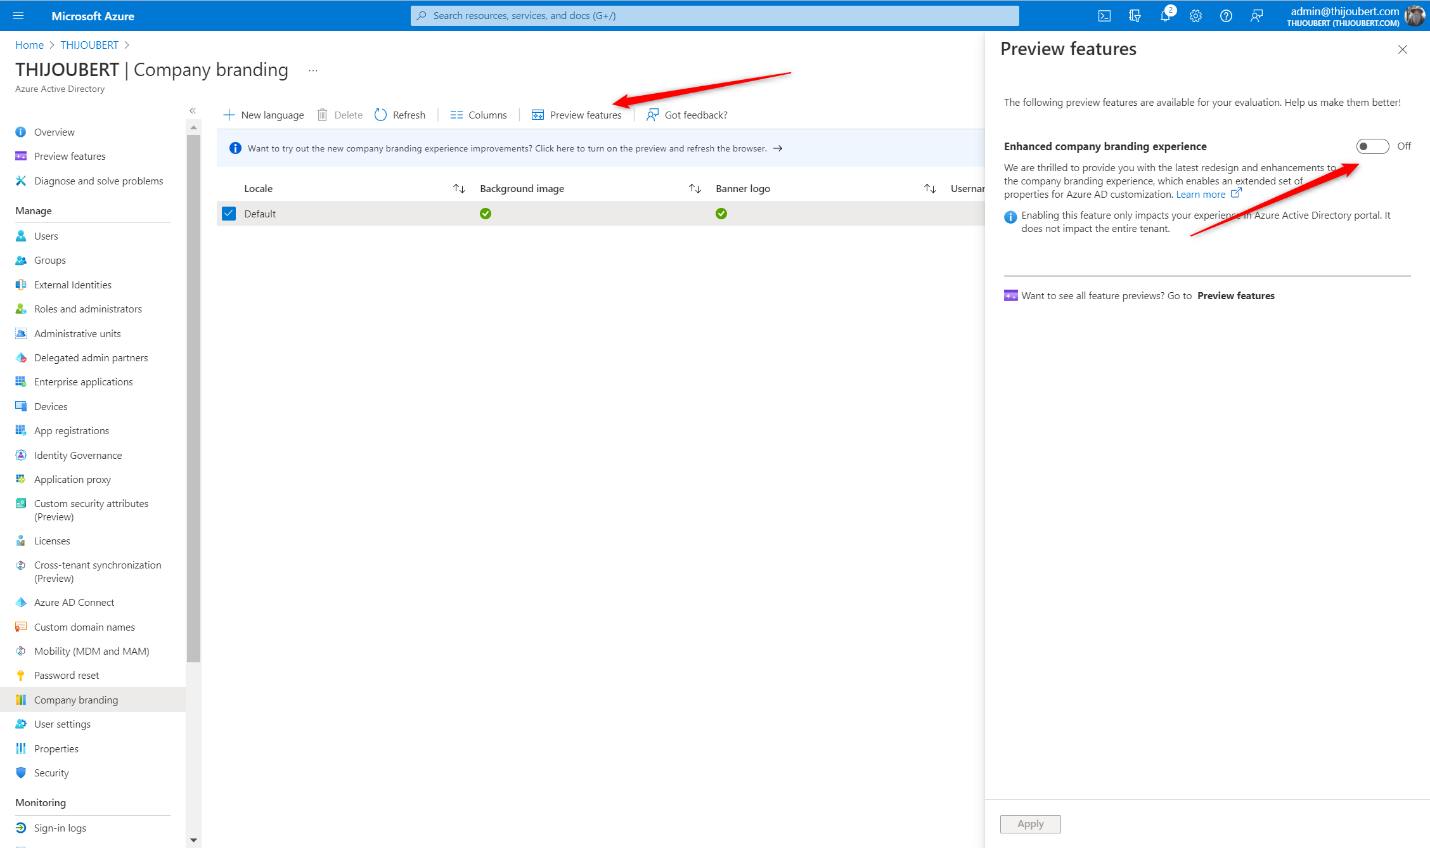 Microsoft Azure
Search resources, services, and docs (G+/)
2
admin@thijoubert.com
THIJOUBERT (THIJOUBERT.COM)
Home > THIJOUBERT >
THIJOUBERT | Company branding ...
Azure Active Directory
«
Overview
Preview features
Diagnose and solve problems
Manage
Users
Groups
External Identities
Roles and administrators
Administrative units
Delegated admin partners
Enterprise applications
Devices
App registrations
Identity Governance
Application proxy
Custom security attributes
(Preview)
Licenses
Cross-tenant synchronization
(Preview)
Azure AD Connect
Custom domain names
Mobility (MDM and MAM)
Password reset
Company branding
User settings
Properties
Security
Monitoring
Sign-in logs
New language Delete Refresh Columns Preview features Got feedback?
Want to try out the new company branding experience improvements? Click here to turn on the preview and refresh the browser. →
Locale Background image Banner logo Usernar
Default
Preview features
The following preview features are available for your evaluation. Help us make them better!
Enhanced company branding experience Off
We are thrilled to provide you with the latest redesign and enhancements to
the company branding experience, which enables an extended set of
properties for Azure AD customization. Learn more
Enabling this feature only impacts your experience in Azure Active Directory portal. It
does not impact the entire tenant.
Want to see all feature previews? Go to Preview features
Apply